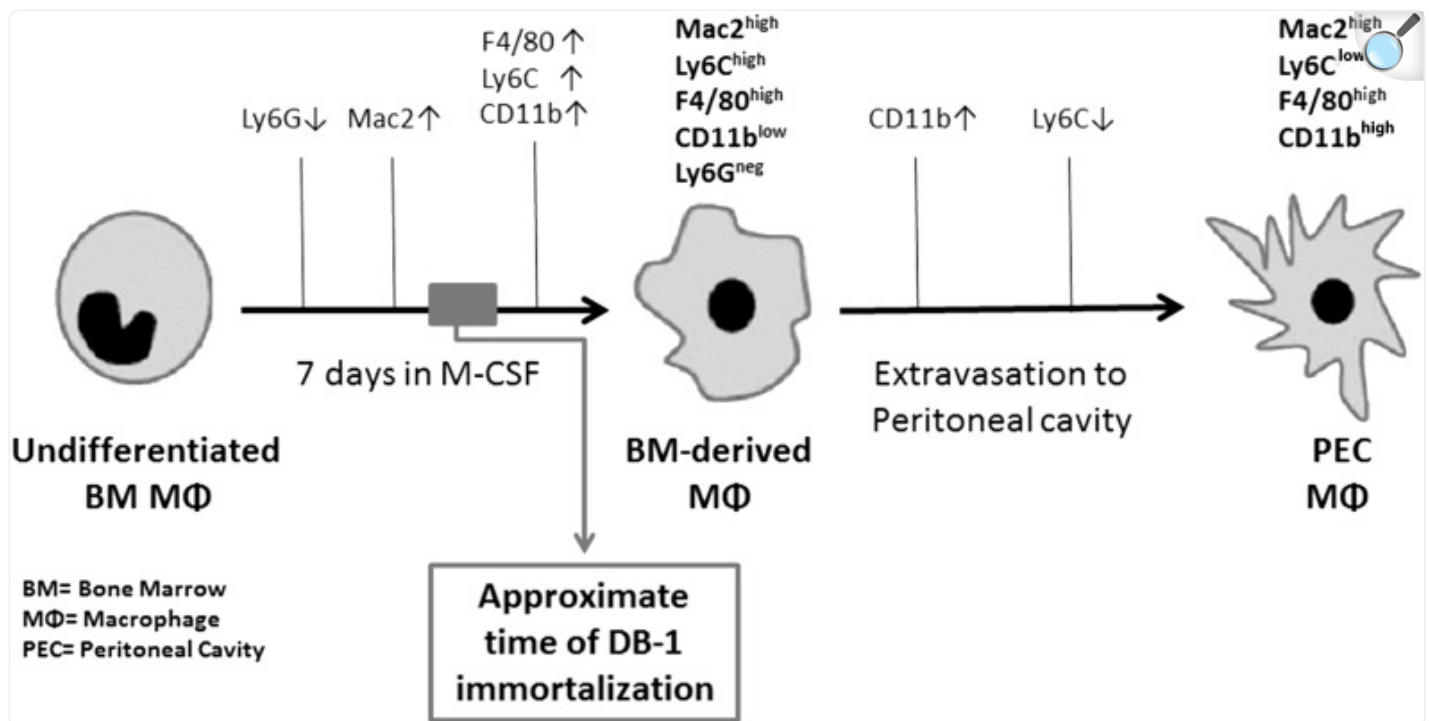 F4/80 ↑
Ly6C ↑
CD11b↑
Ly6G↓ Mac2↑
Mac2high
Ly6Chigh
F4/80high
CD11blow
Ly6Gneg
CD11b↑ Ly6C↓
Mac2high
Ly6Clow
F4/80high
CD11bhigh
7 days in M-CSF
Extravasation to
Peritoneal cavity
Undifferentiated
BM MΦ
BM-derived
MΦ
PEC
MΦ
BM= Bone Marrow
MΦ= Macrophage
PEC= Peritoneal Cavity
Approximate
time of DB-1
immortalization